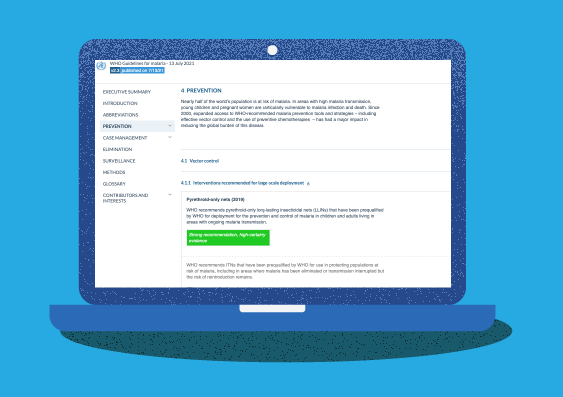 WHO Guidelines for malaria - 13 July 2021
v2.3 published on 7/13/21
EXECUTIVE SUMMARY
INTRODUCTION
ABBREVIATIONS
PREVENTION
CASE MANAGEMENT
ELIMINATION
SURVEILLANCE
METHODS
GLOSSARY
CONTRIBUTORS AND
INTERESTS
4. PREVENTION
Nearly half of the world's population is at risk of malaria. In areas with high malaria transmission,
young children and pregnant women are particularly vulnerable to malaria infection and death. Since
2000, expanded access to WHO-recommended malaria prevention tools and strategies – including
effective vector control and the use of preventive chemotherapies – has had a major impact in
reducing the global burden of this disease.
4.1 Vector control
4.1.1 Interventions recommended for large-scale deployment
Pyrethroid-only nets (2019)
WHO recommends pyrethroid-only long-lasting insecticidal nets (LLINs) that have been prequalified
by WHO for deployment for the prevention and control of malaria in children and adults living in
areas with ongoing malaria transmission.
Strong recommendation, high-certainty
evidence
WHO recommends ITNs that have been prequalified by WHO for use in protecting populations at
risk of malaria, including in areas where malaria has been eliminated or transmission interrupted but
the risk of reintroduction remains.